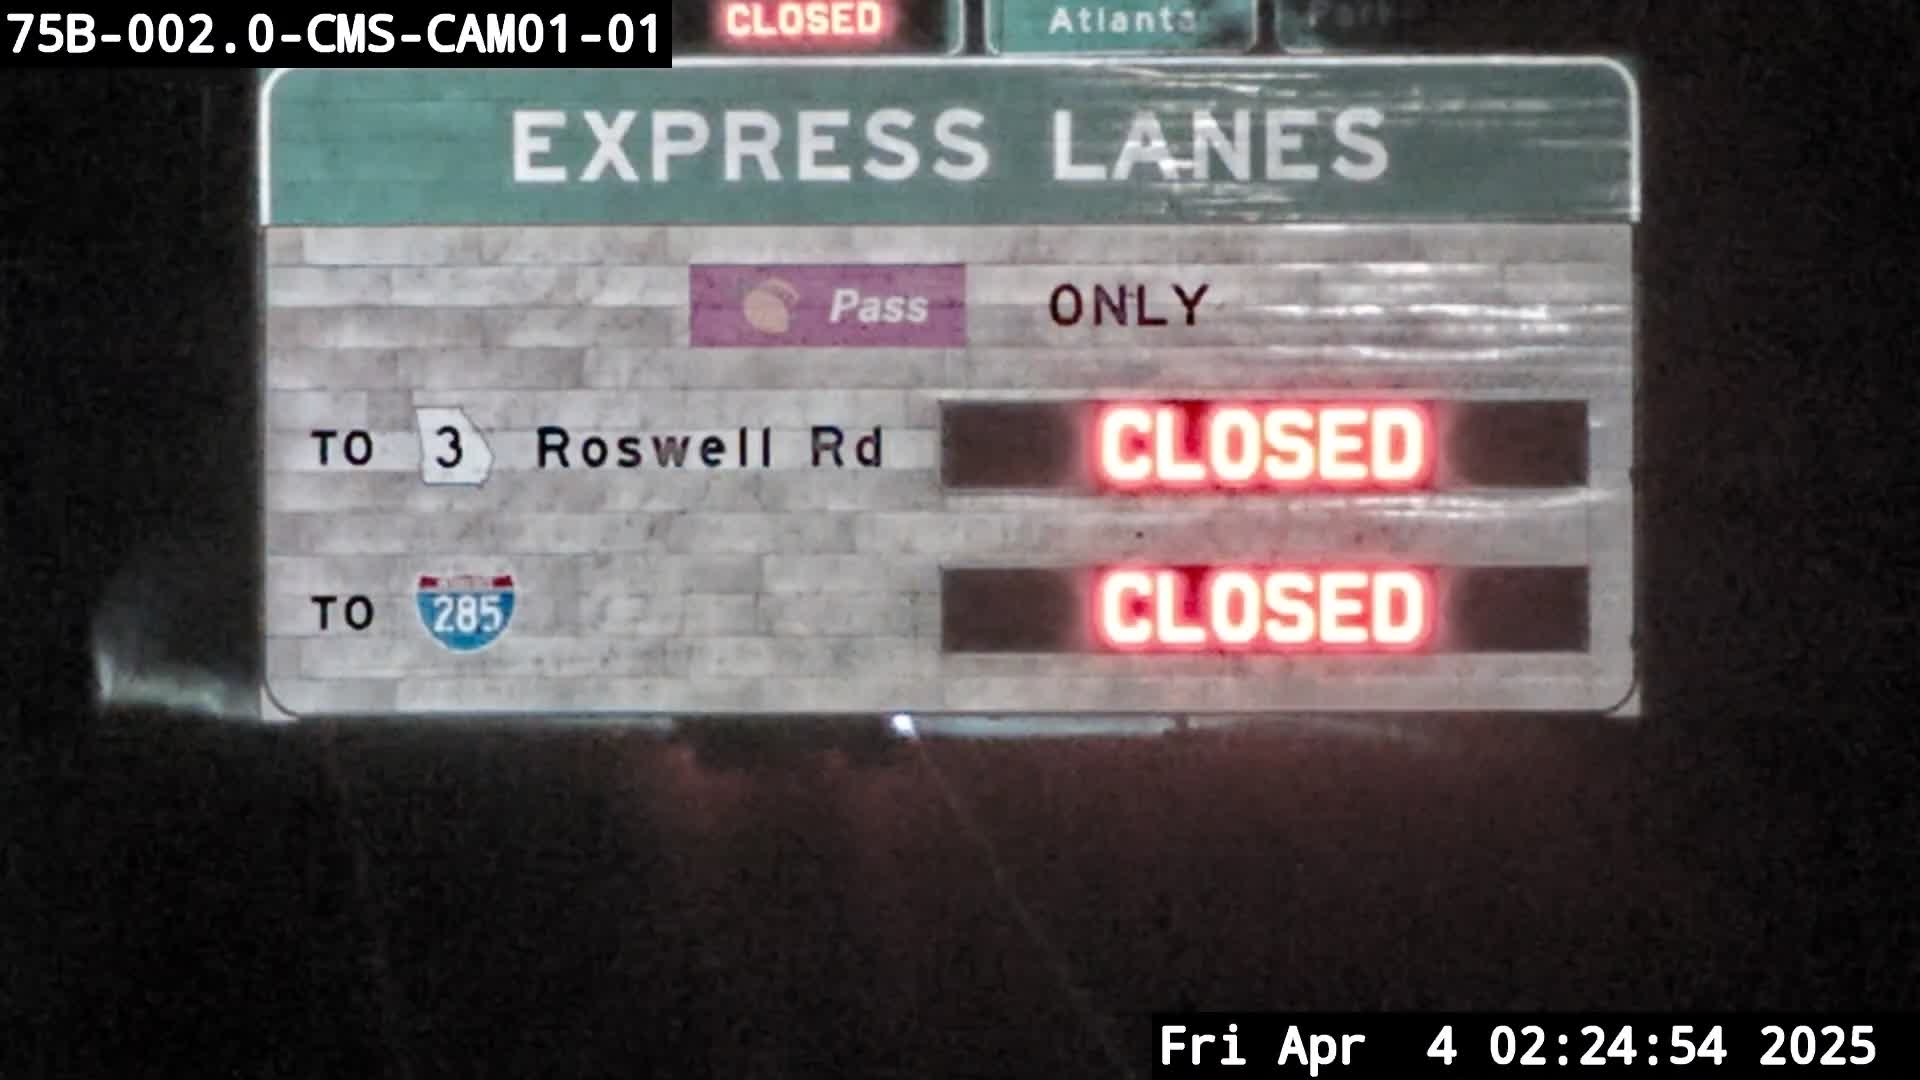 75B-002.0-CMS-CAM01-01
CLOSED
Atlanta
EXPRESS LANES
Pass ONLY
TO 3 Roswell Rd CLOSED
TO 285 CLOSED
Fri Apr 4 02:24:54 2025